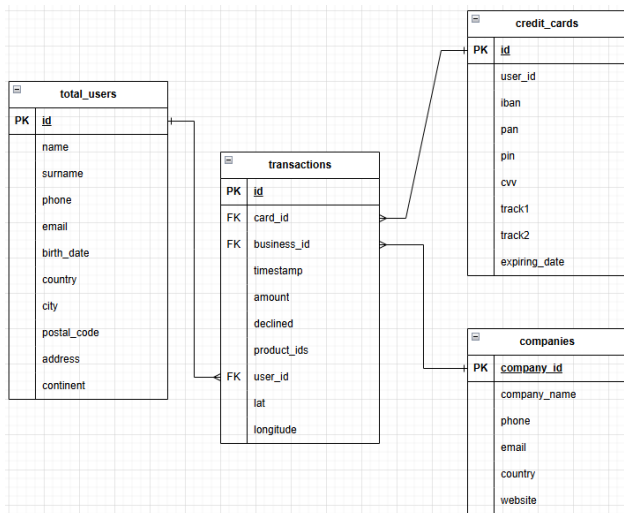 total_users
PK id
name
surname
phone
email
birth_date
country
city
postal_code
address
continent
transactions
PK id
FK card_id
FK business_id
timestamp
amount
declined
product_ids
FK user_id
lat
longitude
credit_cards
PK id
user_id
iban
pan
pin
cvv
track1
track2
expiring_date
companies
PK company_id
company_name
phone
email
country
website